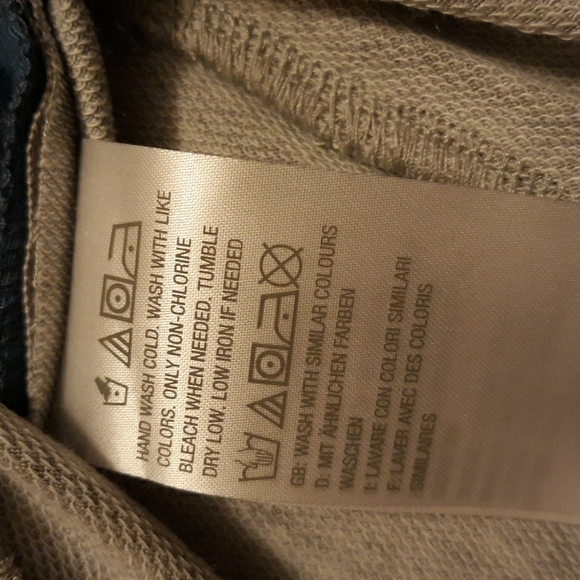 HAND WASH COLD. WASH WITH LIKE
COLORS. ONLY NON-CHLORINE
BLEACH WHEN NEEDED. TUMBLE
DRY LOW. LOW IRON IF NEEDED
GB: WASH WITH SIMILAR COLOURS
D: MIT ÄHNLICHEN FARBEN
WASCHEN
I: LAVARE CON COLORI SIMILARI
F: LAVER AVEC DES COLORIS
SIMILAIRES